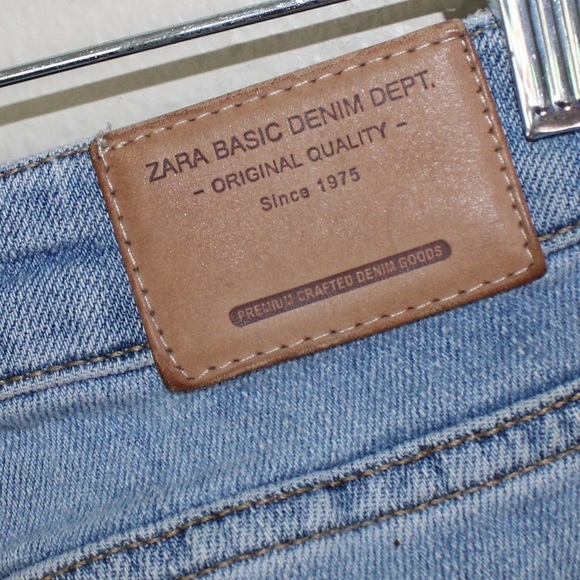 ZARA BASIC DENIM DEPT.
- ORIGINAL QUALITY -
Since 1975
PREMIUM CRAFTED DENIM GOODS